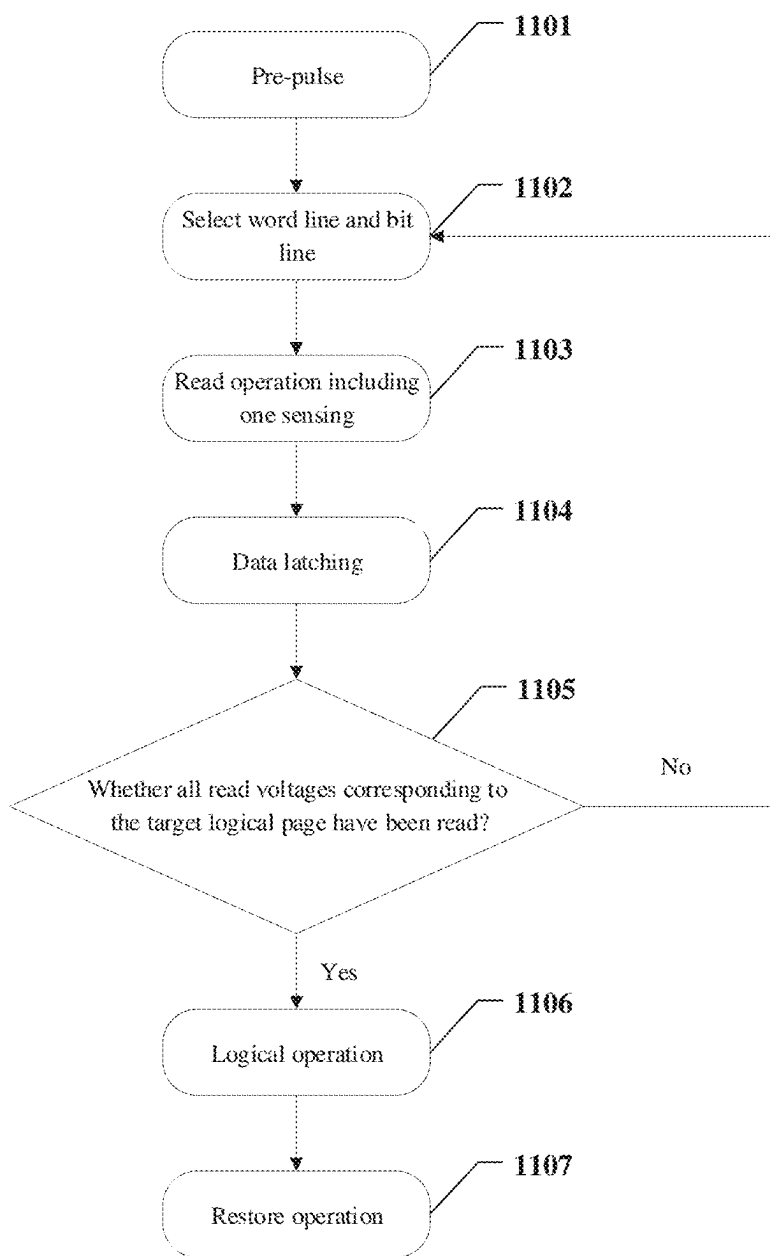 1101
Pre-pulse
1102
Select word line and bit
line
1103
Read operation including
one sensing
1104
Data latching
1105
Whether all read voltages corresponding to
the target logical page have been read?
No
Yes
1106
Logical operation
1107
Restore operation